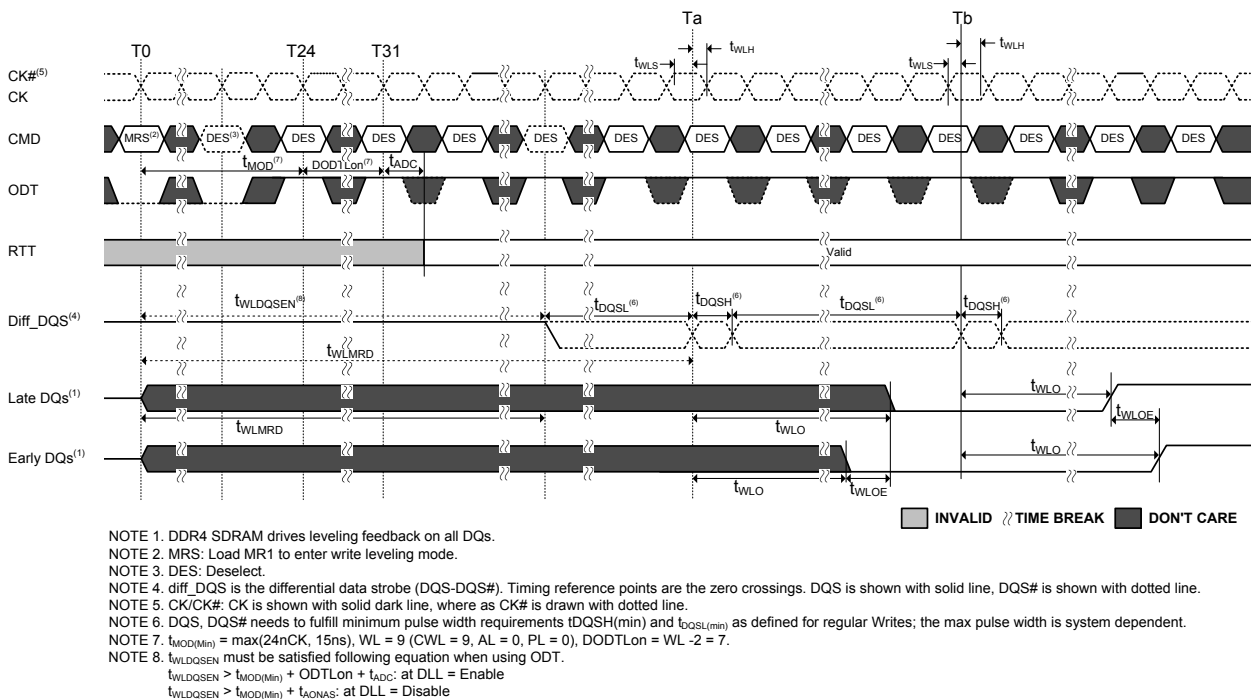 Ta Tb
T0 T24 T31
tWLH tWLH
tWLS tWLS
CK#(5)
CK
CMD MRS(2) DES(3) DES DES DES DES DES DES DES DES DES DES DES
tMOD(7) DODTLon(7) tADC
ODT
RTT Valid
tWLDQSEN(8) tDQSL(6) tDQSH(6) tDQSL(6) tDQSH(6)
Diff_DQS(4)
tWLMRD
Late DQs(1) tWLO
tWLMRD tWLO tWLOE
Early DQs(1) tWLO
tWLO tWLOE
INVALID TIME BREAK DON'T CARE
NOTE 1. DDR4 SDRAM drives leveling feedback on all DQs.
NOTE 2. MRS: Load MR1 to enter write leveling mode.
NOTE 3. DES: Deselect.
NOTE 4. diff_DQS is the differential data strobe (DQS-DQS#). Timing reference points are the zero crossings. DQS is shown with solid line, DQS# is shown with dotted line.
NOTE 5. CK/CK#: CK is shown with solid dark line, where as CK# is drawn with dotted line.
NOTE 6. DQS, DQS# needs to fulfill minimum pulse width requirements tDQSH(min) and tDQSL(min) as defined for regular Writes; the max pulse width is system dependent.
NOTE 7. tMOD(Min) = max(24nCK, 15ns), WL = 9 (CWL = 9, AL = 0, PL = 0), DODTLon = WL -2 = 7.
NOTE 8. tWLDQSEN must be satisfied following equation when using ODT.
tWLDQSEN > tMOD(Min) + ODTLon + tADC: at DLL = Enable
tWLDQSEN > tMOD(Min) + tAONAS: at DLL = Disable